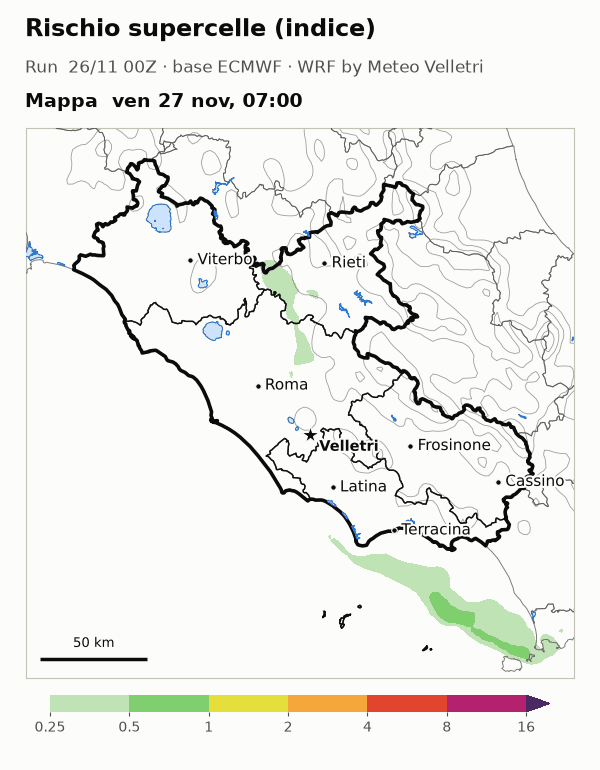 Rischio supercelle (indice)
Run  26/11 00Z · base ECMWF · WRF by Meteo Velletri
Mappa  ven 27 nov, 07:00
Viterbo
Rieti
Roma
Velletri
Frosinone
Cassino
Latina
Terracina
50 km
0.25 0.5 1 2 4 8 16